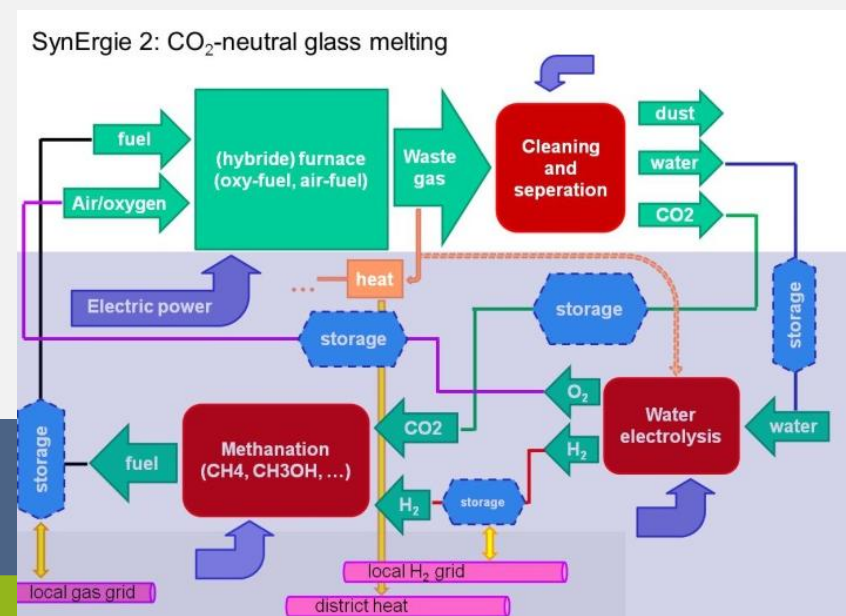 SynErgie 2: CO₂-neutral glass melting
fuel
Air/oxygen
(hybride) furnace
(oxy-fuel, air-fuel)
Waste
gas
Cleaning
and
seperation
dust
water
CO2
Electric power
...
heat
storage
storage
storage
O₂
H₂
Water
electrolysis
water
CO2
H₂
storage
Methanation
(CH4, CH3OH, ...)
fuel
storage
local gas grid
local H₂ grid
district heat